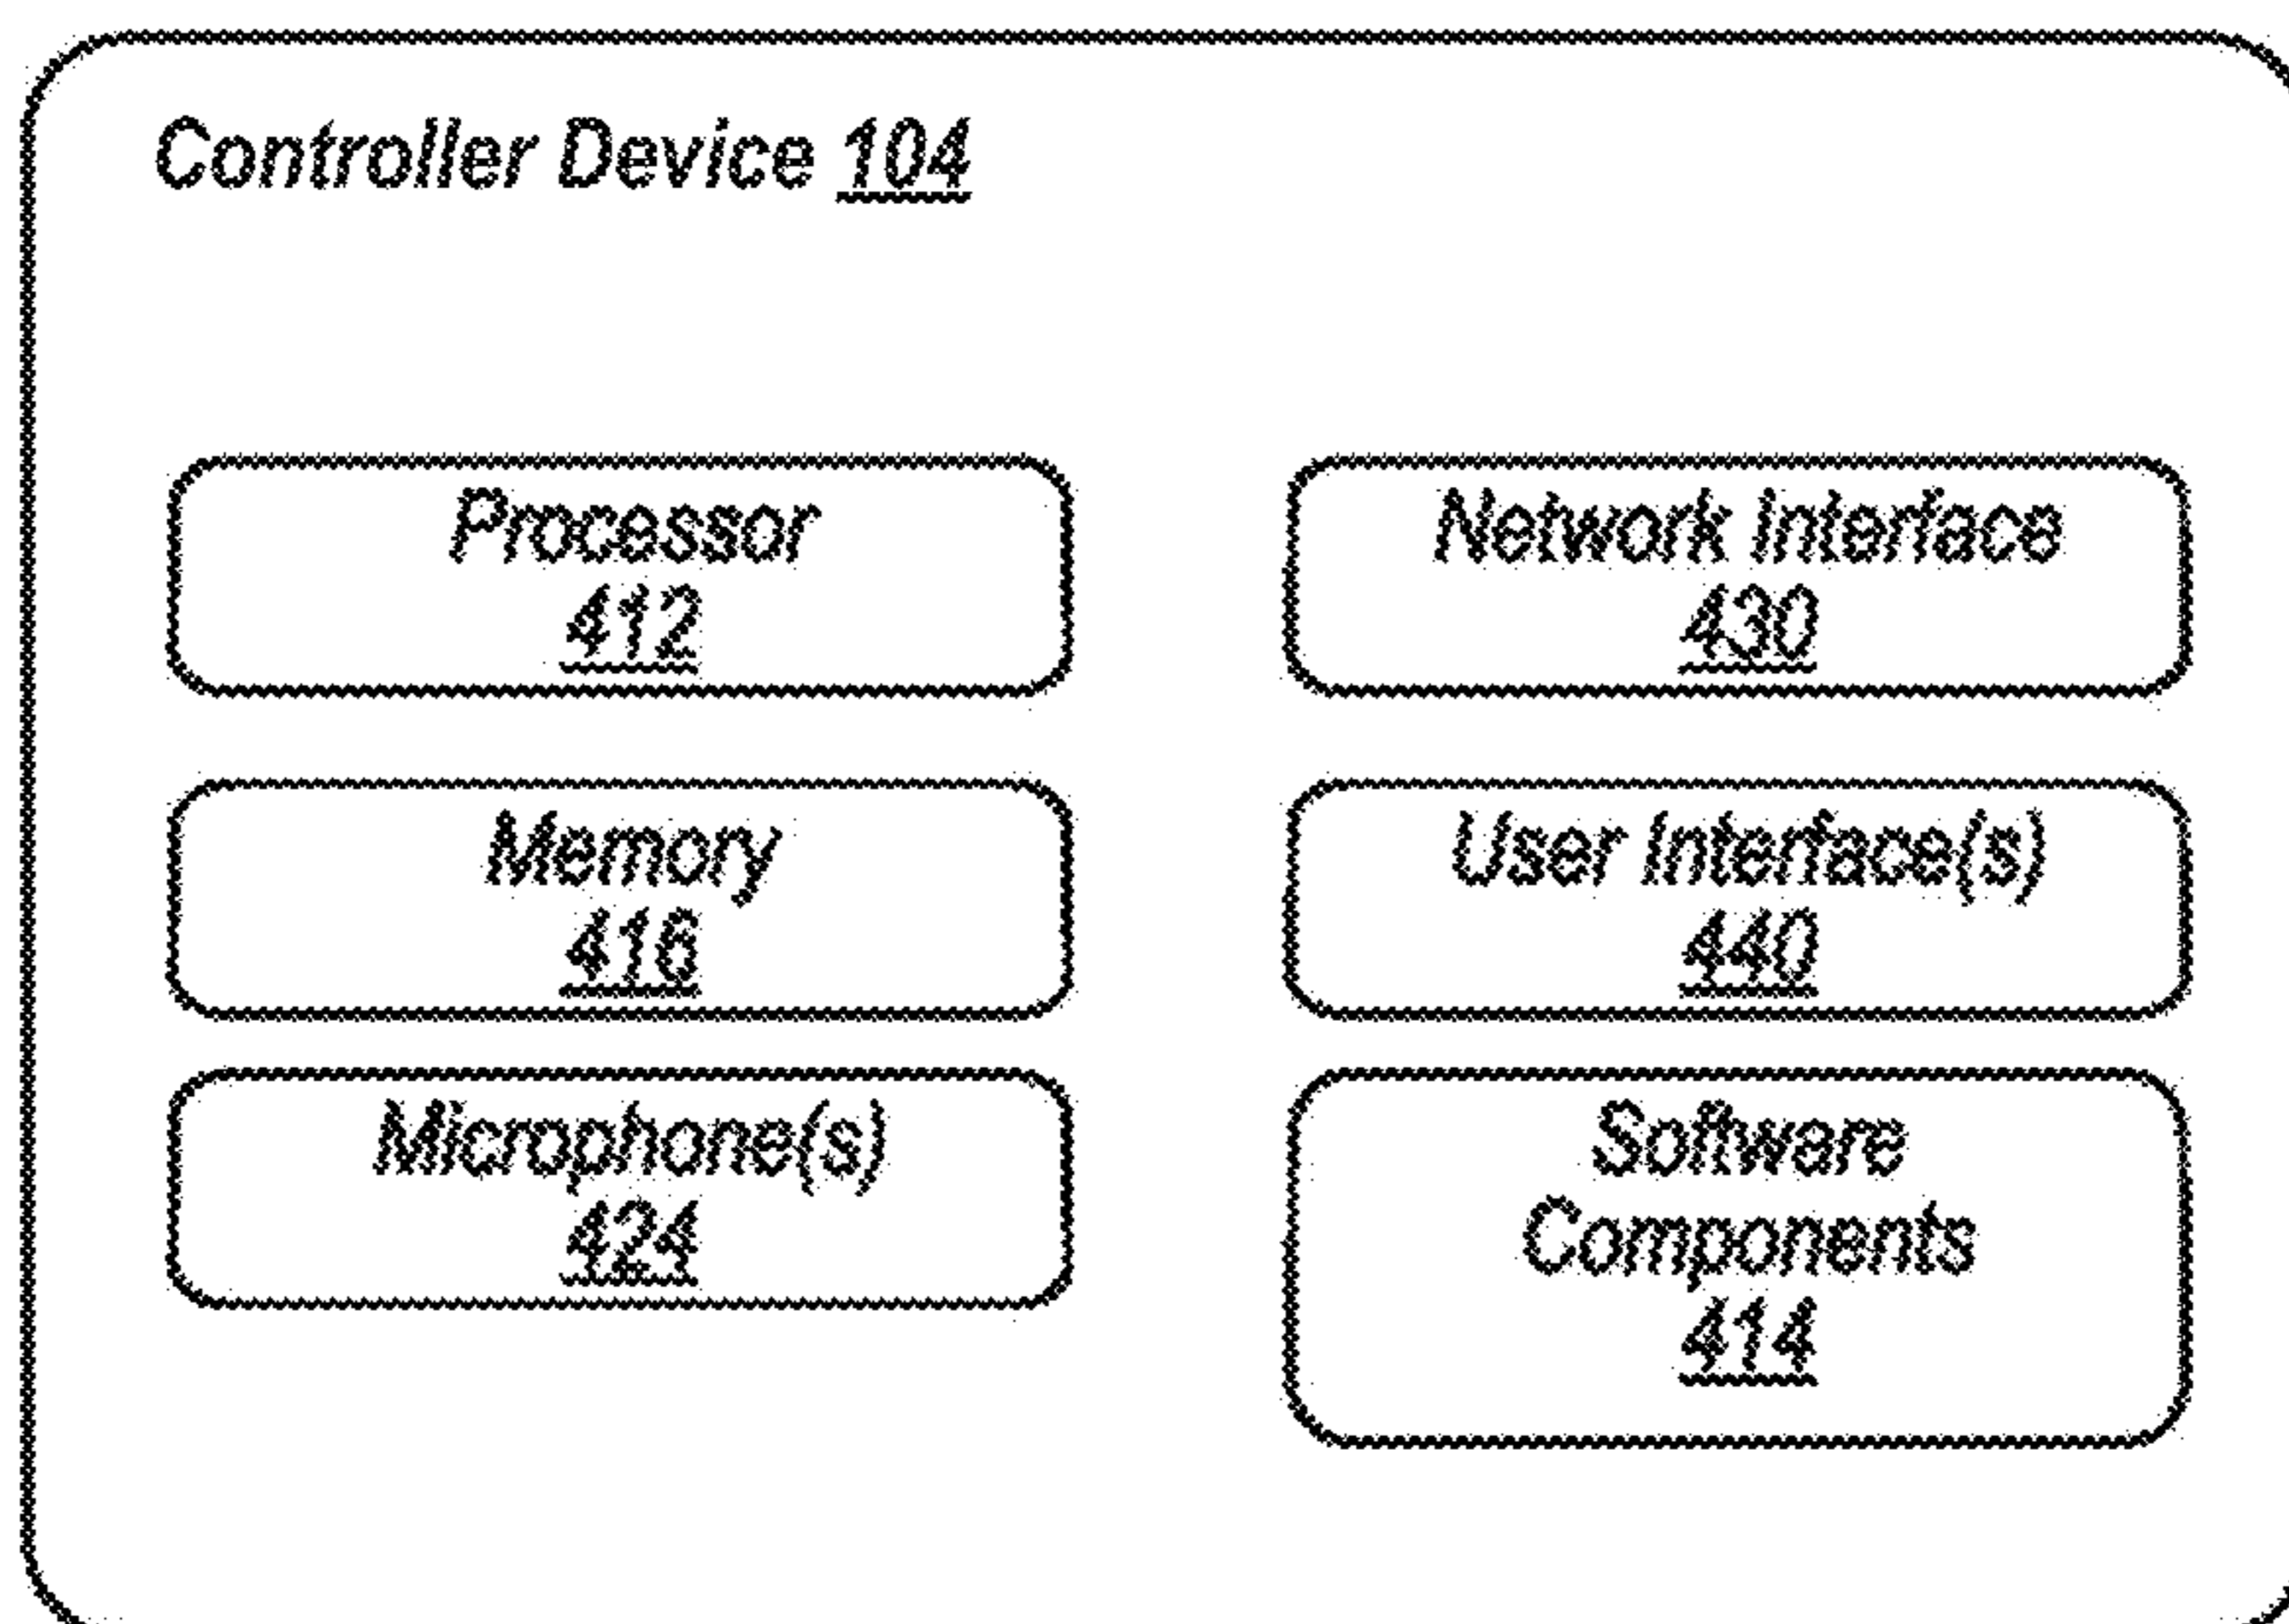 Controller Device 104
Processor
412
Network Interface
430
Memory
416
User Interface(s)
440
Microphone(s)
424
Software
Components
414